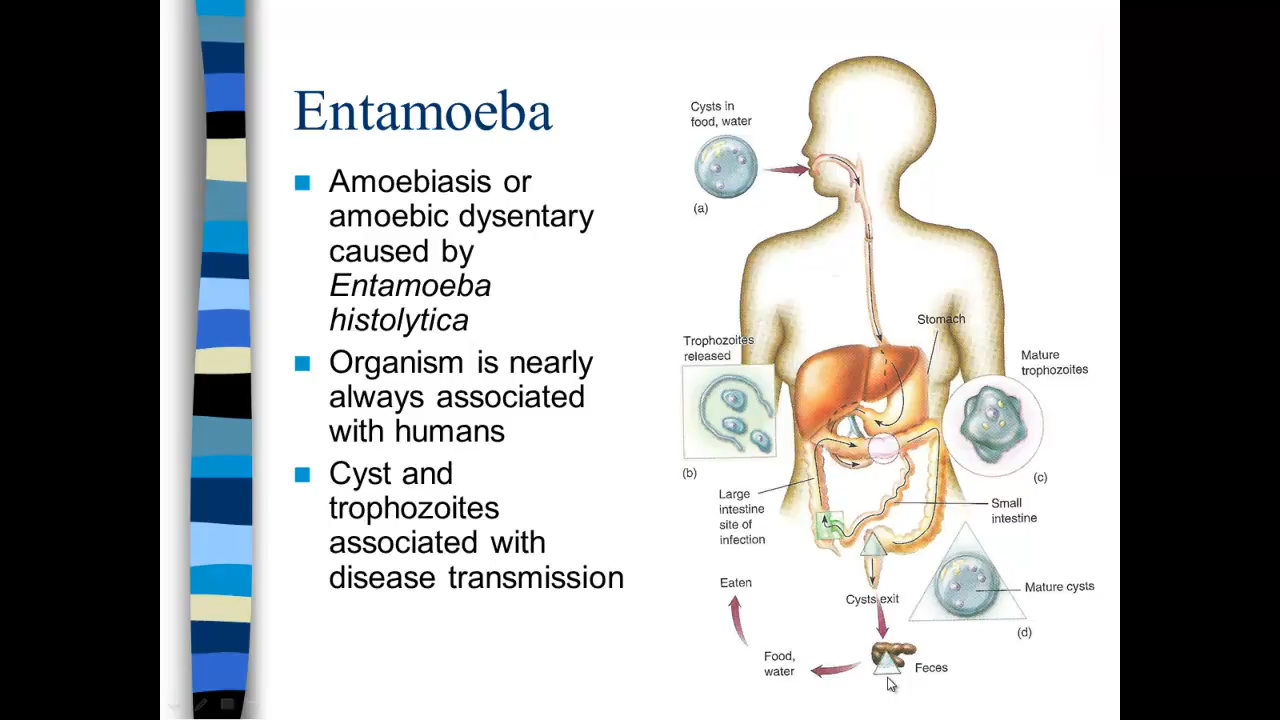 Entamoeba
Amoebiasis or
amoebic dysentary
caused by
Entamoeba
histolytica
Organism is nearly
always associated
with humans
Cyst and
trophozoites
associated with
disease transmission
Cysts in
food, water
(a)
Stomach
Trophozoites
released
(b)
Mature
trophozoites
(c)
Large
intestine
site of
infection
Small
intestine
Eaten
Cysts exit
Mature cysts
(d)
Food,
water
Feces